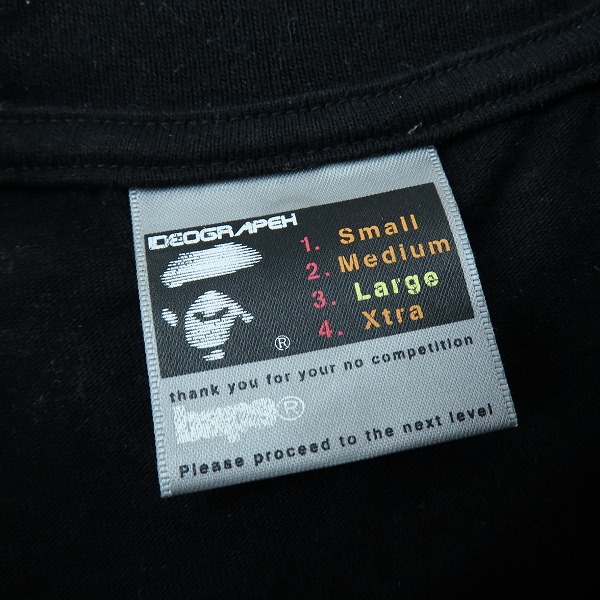 IDEOGRAPEH
1. Small
2. Medium
3. Large
4. Xtra
®
thank you for your no competition
bape®
Please proceed to the next level